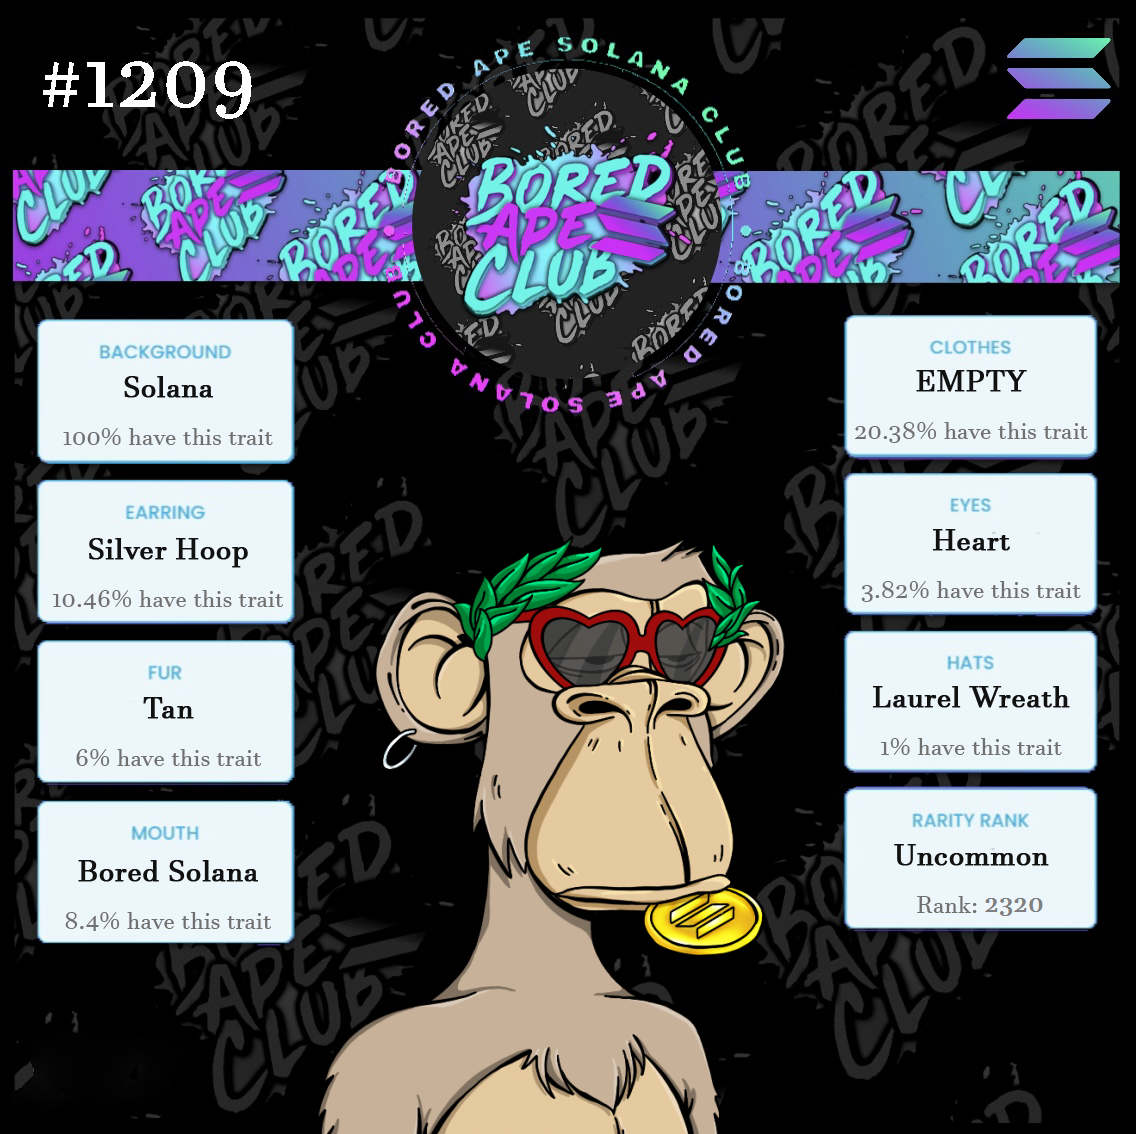 #1209
BORED APE SOLANA CLUB
BORED APE SOLANA CLUB
BORED
APE
CLUB
BACKGROUND
Solana
100% have this trait
EARRING
Silver Hoop
10.46% have this trait
FUR
Tan
6% have this trait
MOUTH
Bored Solana
8.4% have this trait
CLOTHES
EMPTY
20.38% have this trait
EYES
Heart
3.82% have this trait
HATS
Laurel Wreath
1% have this trait
RARITY RANK
Uncommon
Rank: 2320